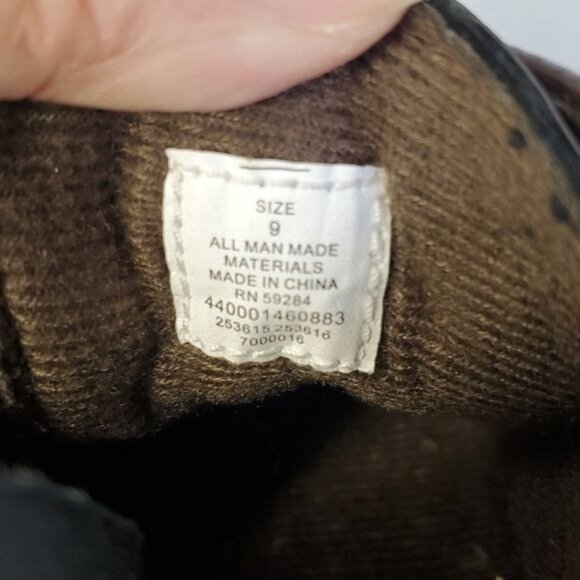 SIZE
9
ALL MAN MADE
MATERIALS
MADE IN CHINA
RN 59284
440001460883
253615 253616
7000016